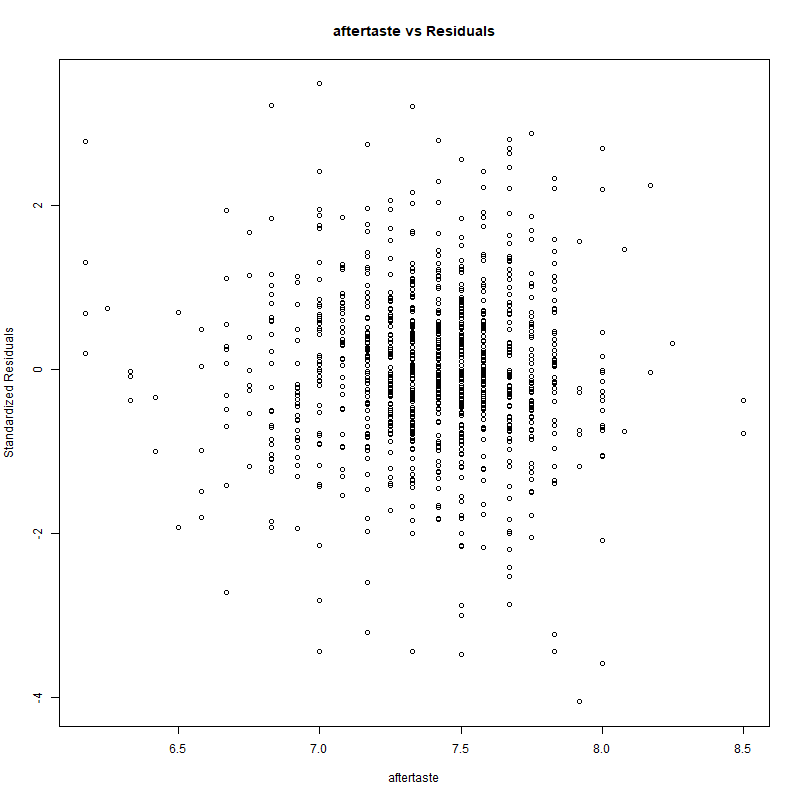 aftertaste vs Residuals
Standardized Residuals
2
0
-2
-4
6.5 7.0 7.5 8.0 8.5
aftertaste